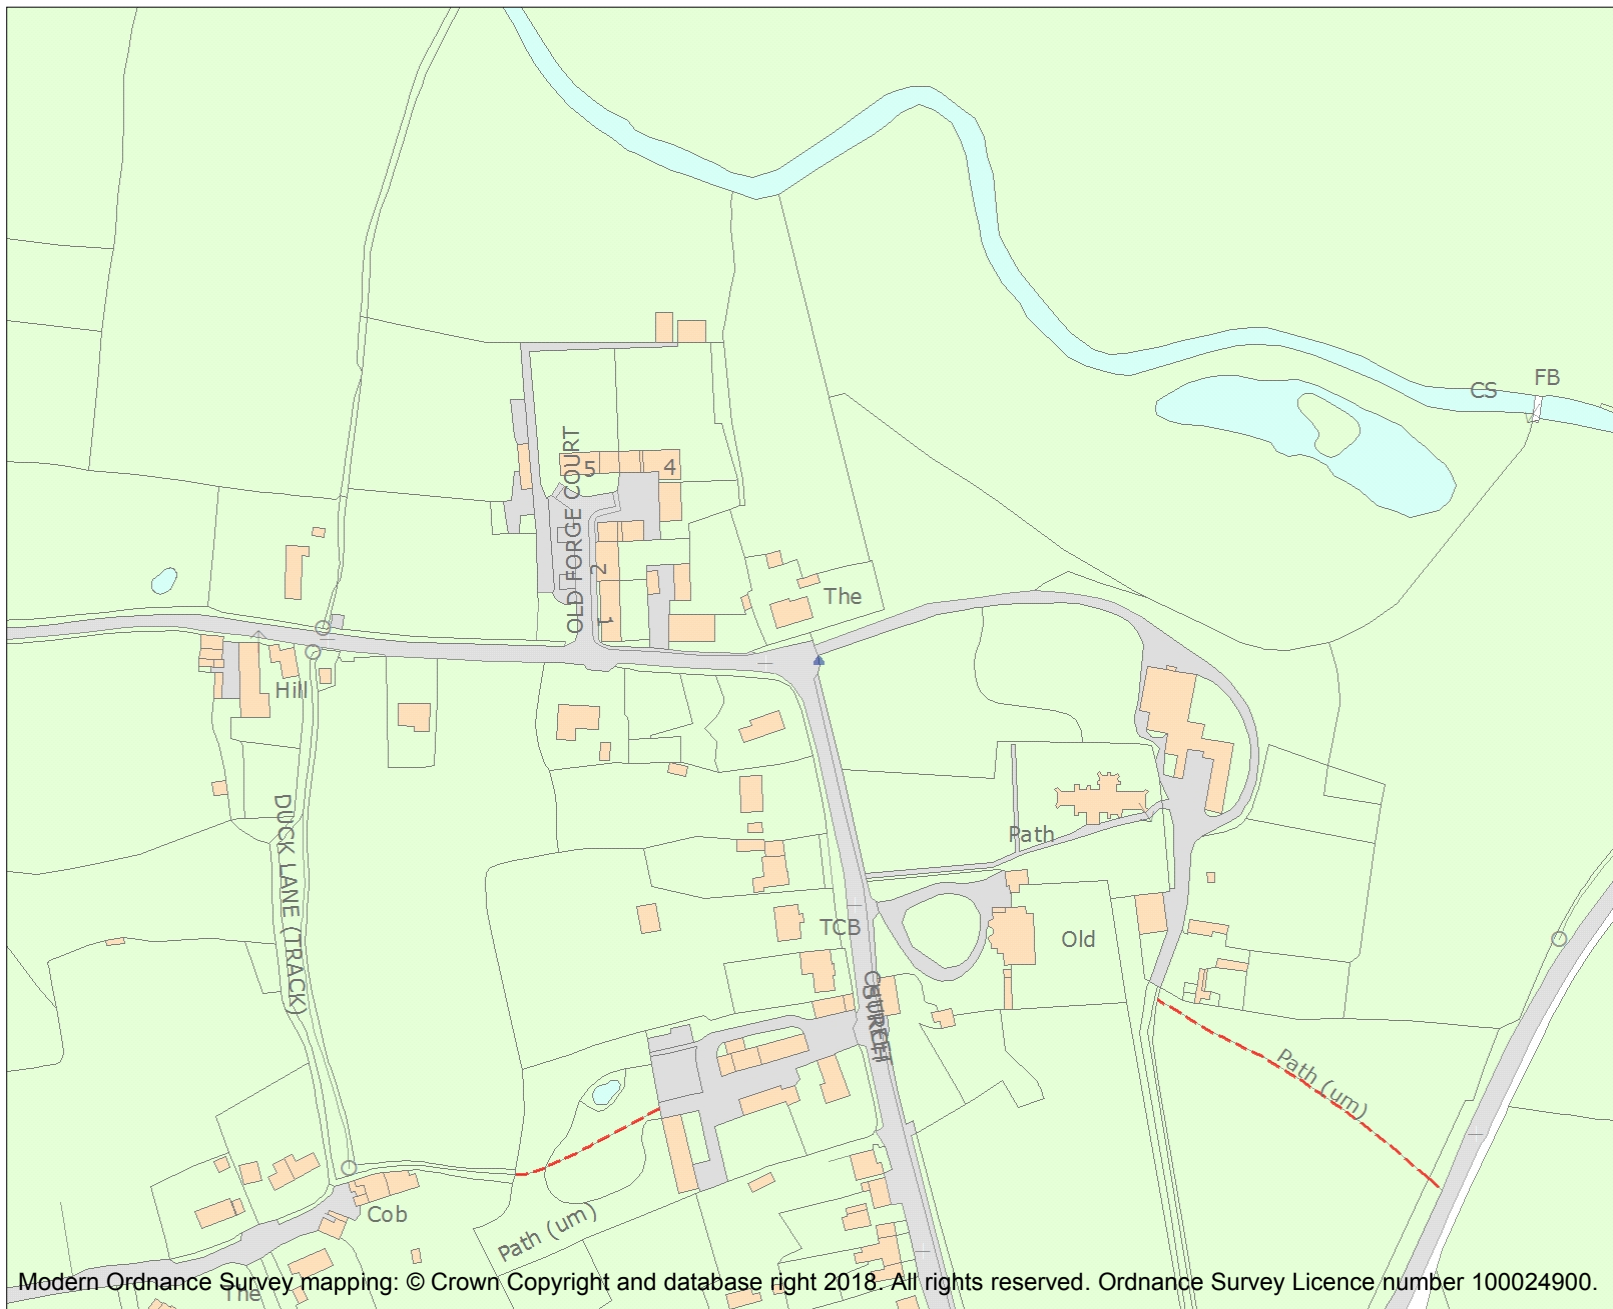 CS
FB
OLD FORGE COURT
5
4
2
1
The
Hill
DUCK LANE (TRACK)
Path
TCB
Old
CHURCH
STREET
Path (um)
Cob
Path (um)
The
Modern Ordnance Survey mapping: © Crown Copyright and database right 2018. All rights reserved. Ordnance Survey Licence number 100024900.